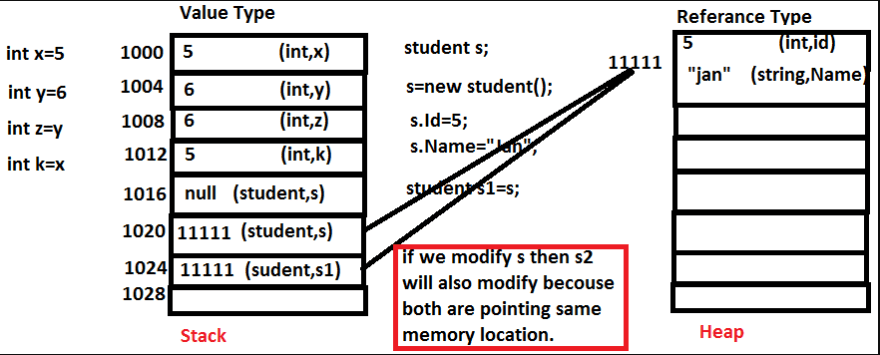 Value Type
Referance Type
int x=5
int y=6
int z=y
int k=x
1000 5 (int,x)
1004 6 (int,y)
1008 6 (int,z)
1012 5 (int,k)
1016 null (student,s)
1020 11111 (student,s)
1024 11111 (sudent,s1)
1028
Stack
student s;
s=new student();
s.Id=5;
s.Name="Jan";
student s1=s;
if we modify s then s2
will also modify becouse
both are pointing same
memory location.
11111
5 (int,id)
"jan" (string,Name)
Heap